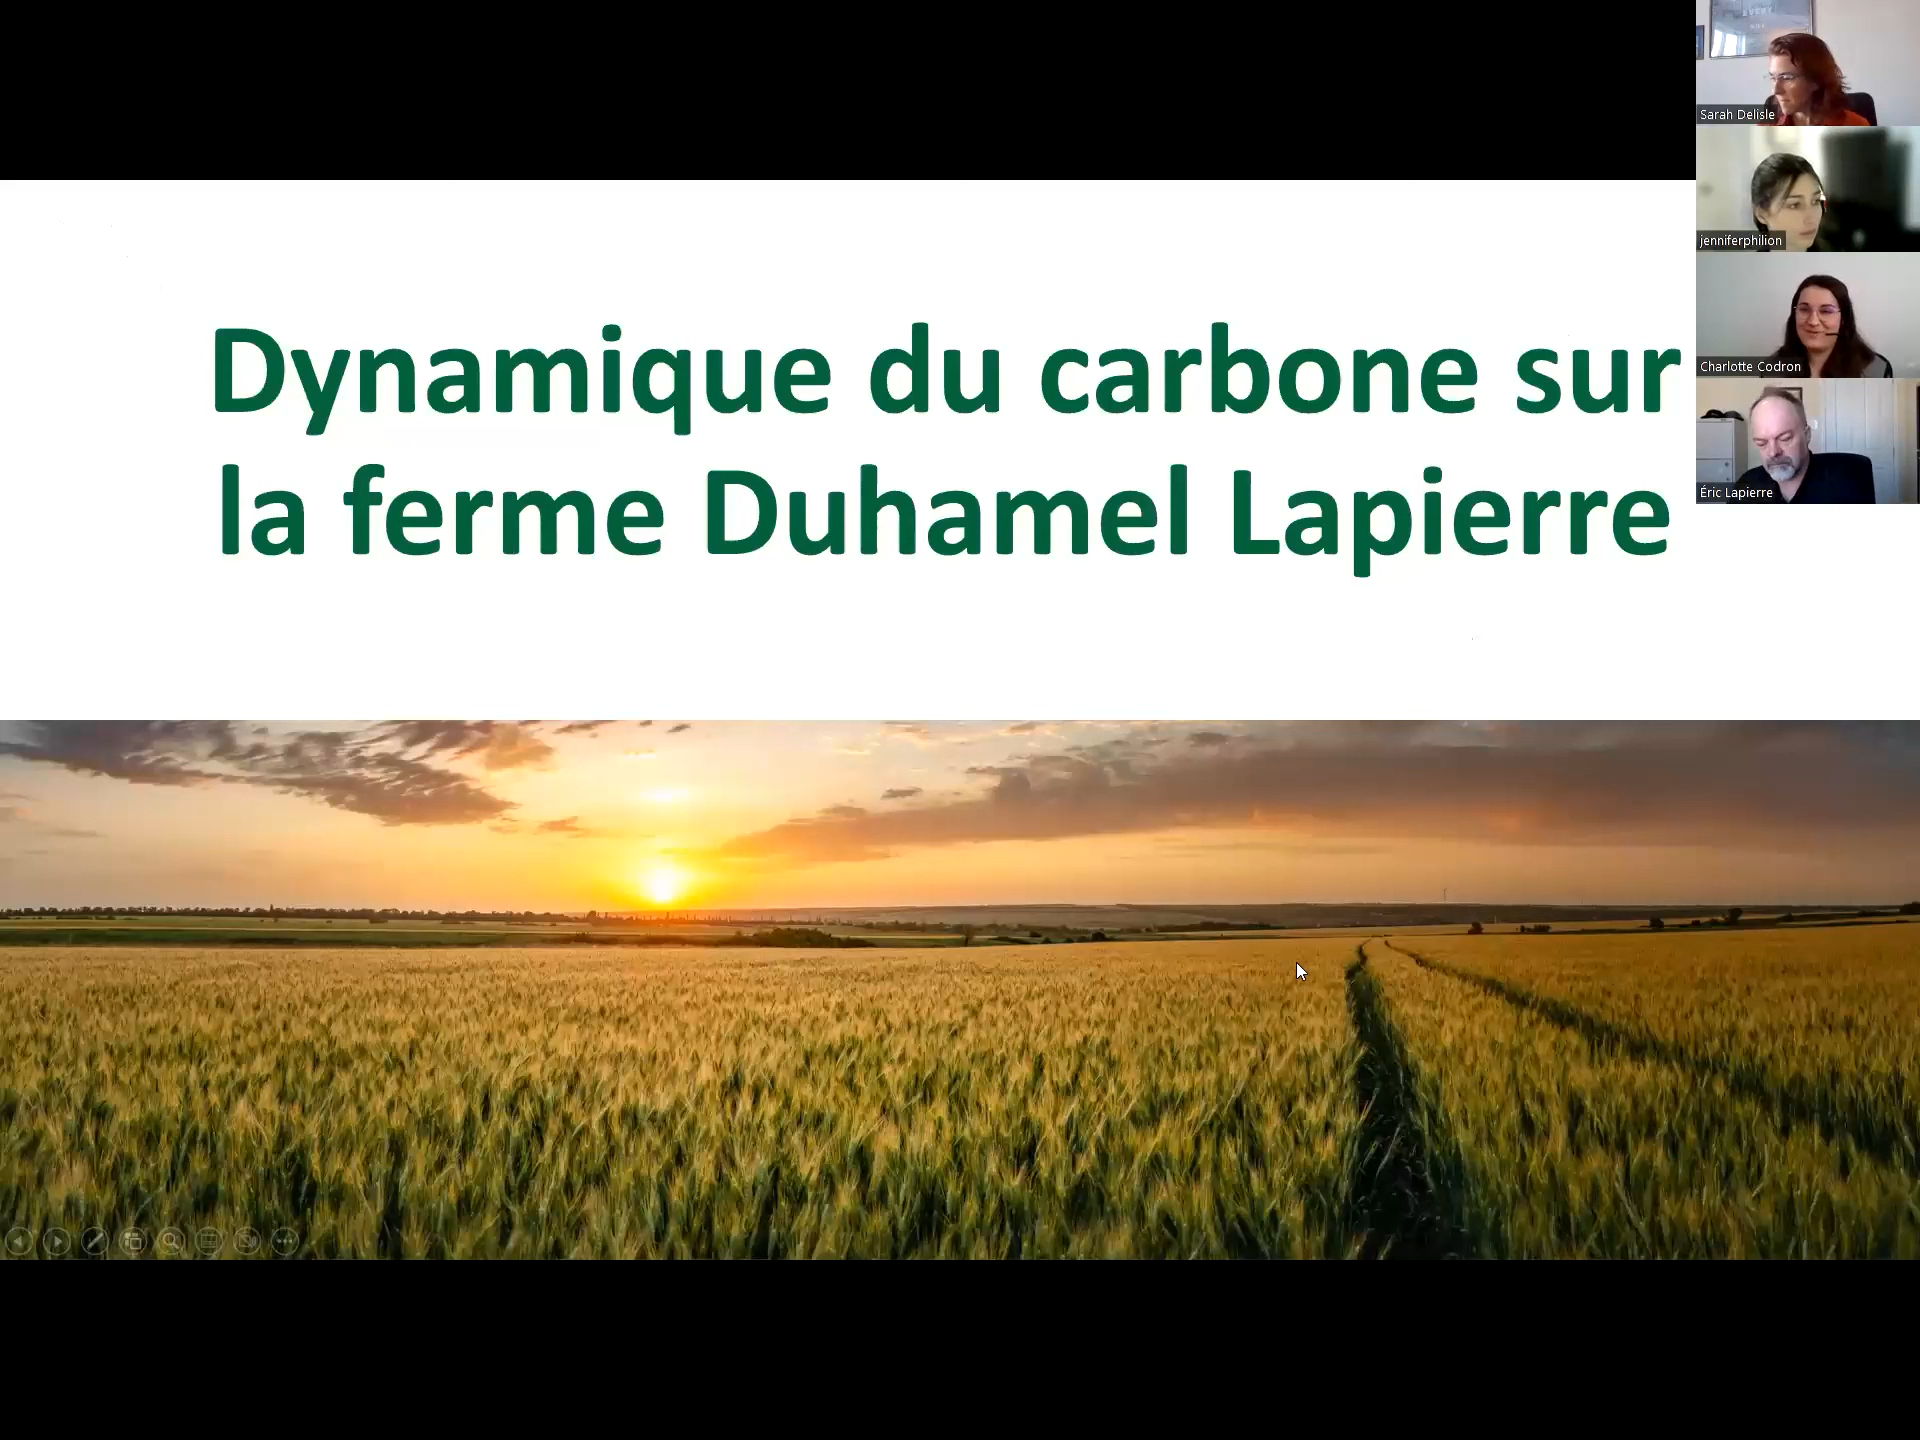 Dynamique du carbone sur
la ferme Duhamel Lapierre
Sarah Delisle
jenniferphilion
Charlotte Codron
Éric Lapierre